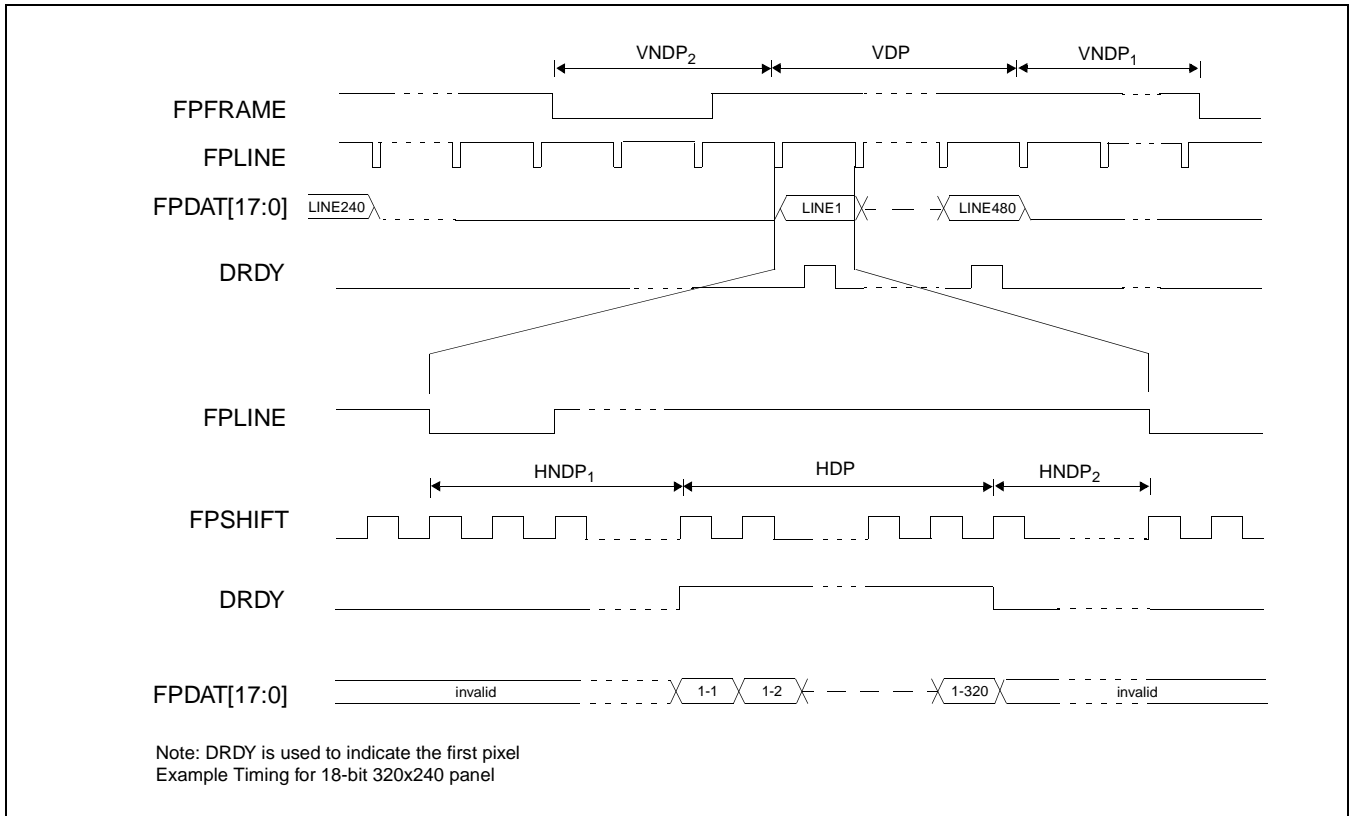 VNDP2 VDP VNDP1
FPFRAME
FPLINE
FPDAT[17:0] LINE240 LINE1 LINE480
DRDY
FPLINE
HNDP1 HDP HNDP2
FPSHIFT
DRDY
FPDAT[17:0] invalid 1-1 1-2 1-320 invalid
Note: DRDY is used to indicate the first pixel
Example Timing for 18-bit 320x240 panel